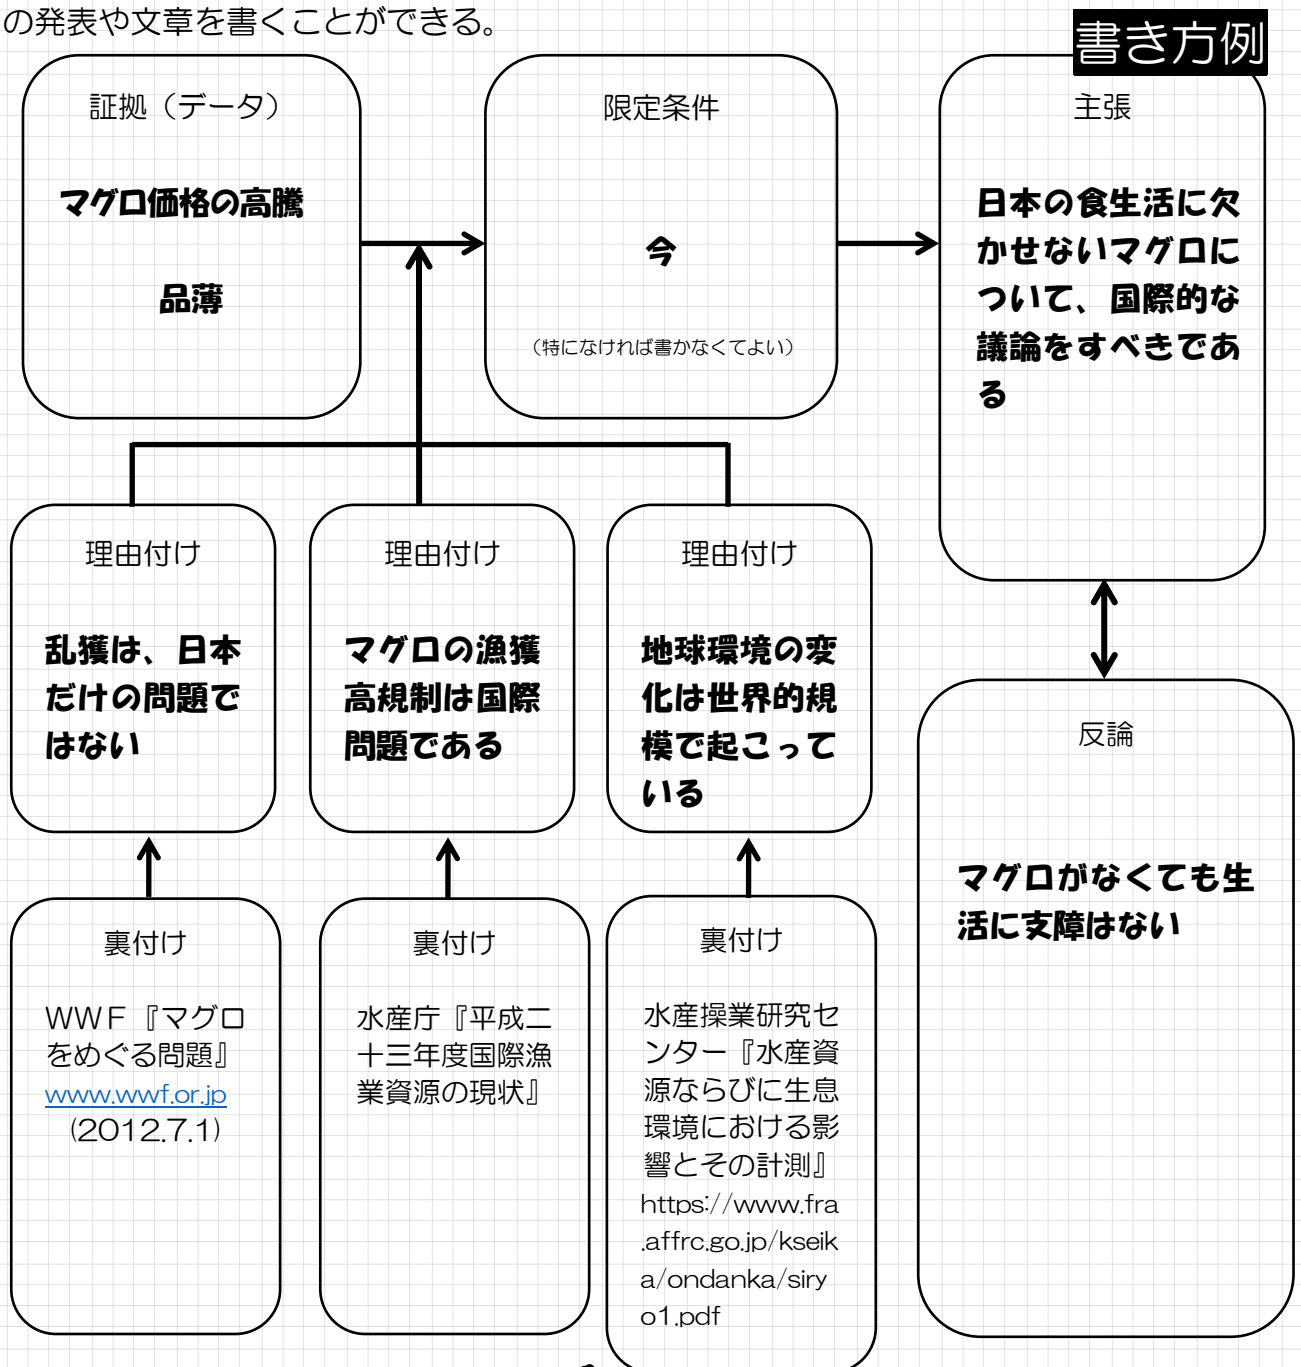 の発表や文章を書くことができる。
書き方例
証拠（データ）
マグロ価格の高騰
品薄
限定条件
今
（特になければ書かなくてよい）
主張
日本の食生活に欠
かせないマグロに
ついて、国際的な
議論をすべきであ
る
理由付け
乱獲は、日本
だけの問題で
はない
理由付け
マグロの漁獲
高規制は国際
問題である
理由付け
地球環境の変
化は世界的規
模で起こって
いる
反論
マグロがなくても生
活に支障はない
裏付け
ＷＷＦ『マグロ
をめぐる問題』
www.wwf.or.jp
(2012.7.1)
裏付け
水産庁『平成二
十三年度国際漁
業資源の現状』
裏付け
水産操業研究セ
ンター『水産資
源ならびに生息
環境における影
響とその計測』
https://www.fra
.affrc.go.jp/kseik
a/ondanka/siry
o1.pdf